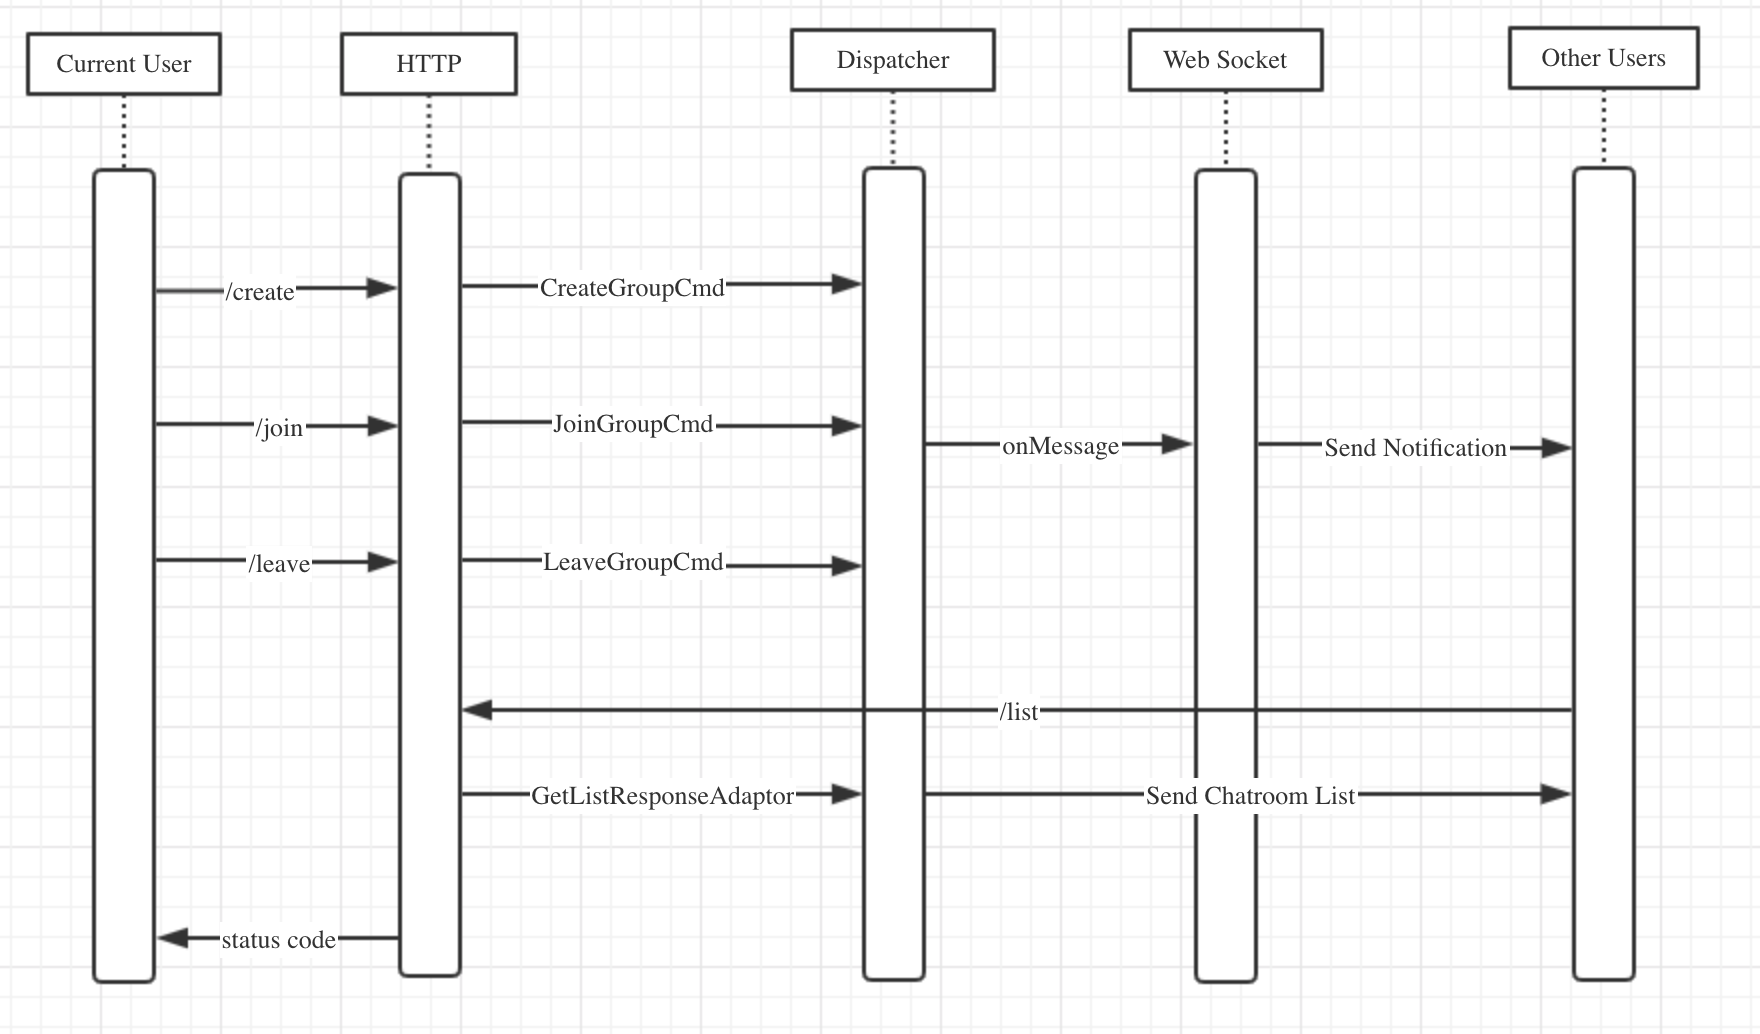 Current User
HTTP
Dispatcher
Web Socket
Other Users
/create
CreateGroupCmd
/join
JoinGroupCmd
onMessage
Send Notification
/leave
LeaveGroupCmd
/list
GetListResponseAdaptor
Send Chatroom List
status code